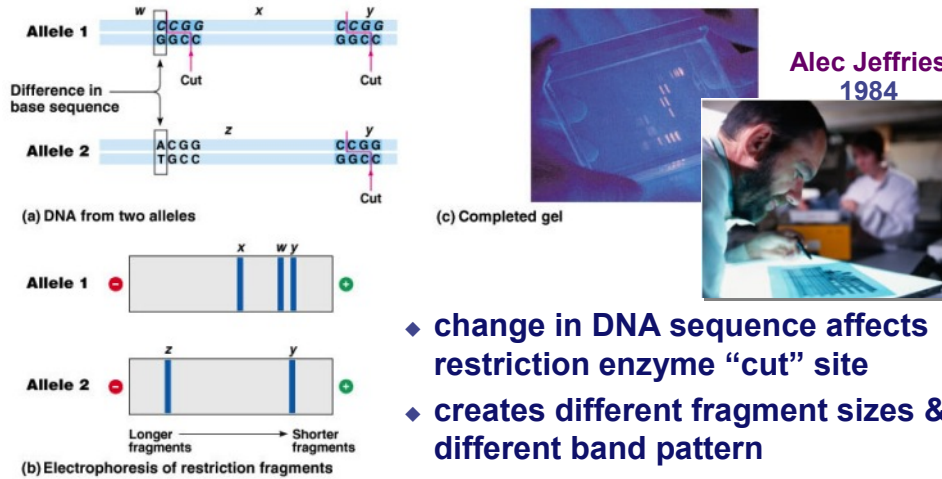 w x y
Allele 1
CCGG CCGG
GGCC GGCC
Cut Cut
Difference in
base sequence
z y
Allele 2
ACGG CCGG
TGCC GGCC
Cut
(a) DNA from two alleles
x w y
Allele 1 − +
z y
Allele 2 − +
Longer
fragments
Shorter
fragments
(b) Electrophoresis of restriction fragments
(c) Completed gel
Alec Jeffries
1984
change in DNA sequence affects
restriction enzyme “cut” site
creates different fragment sizes &
different band pattern